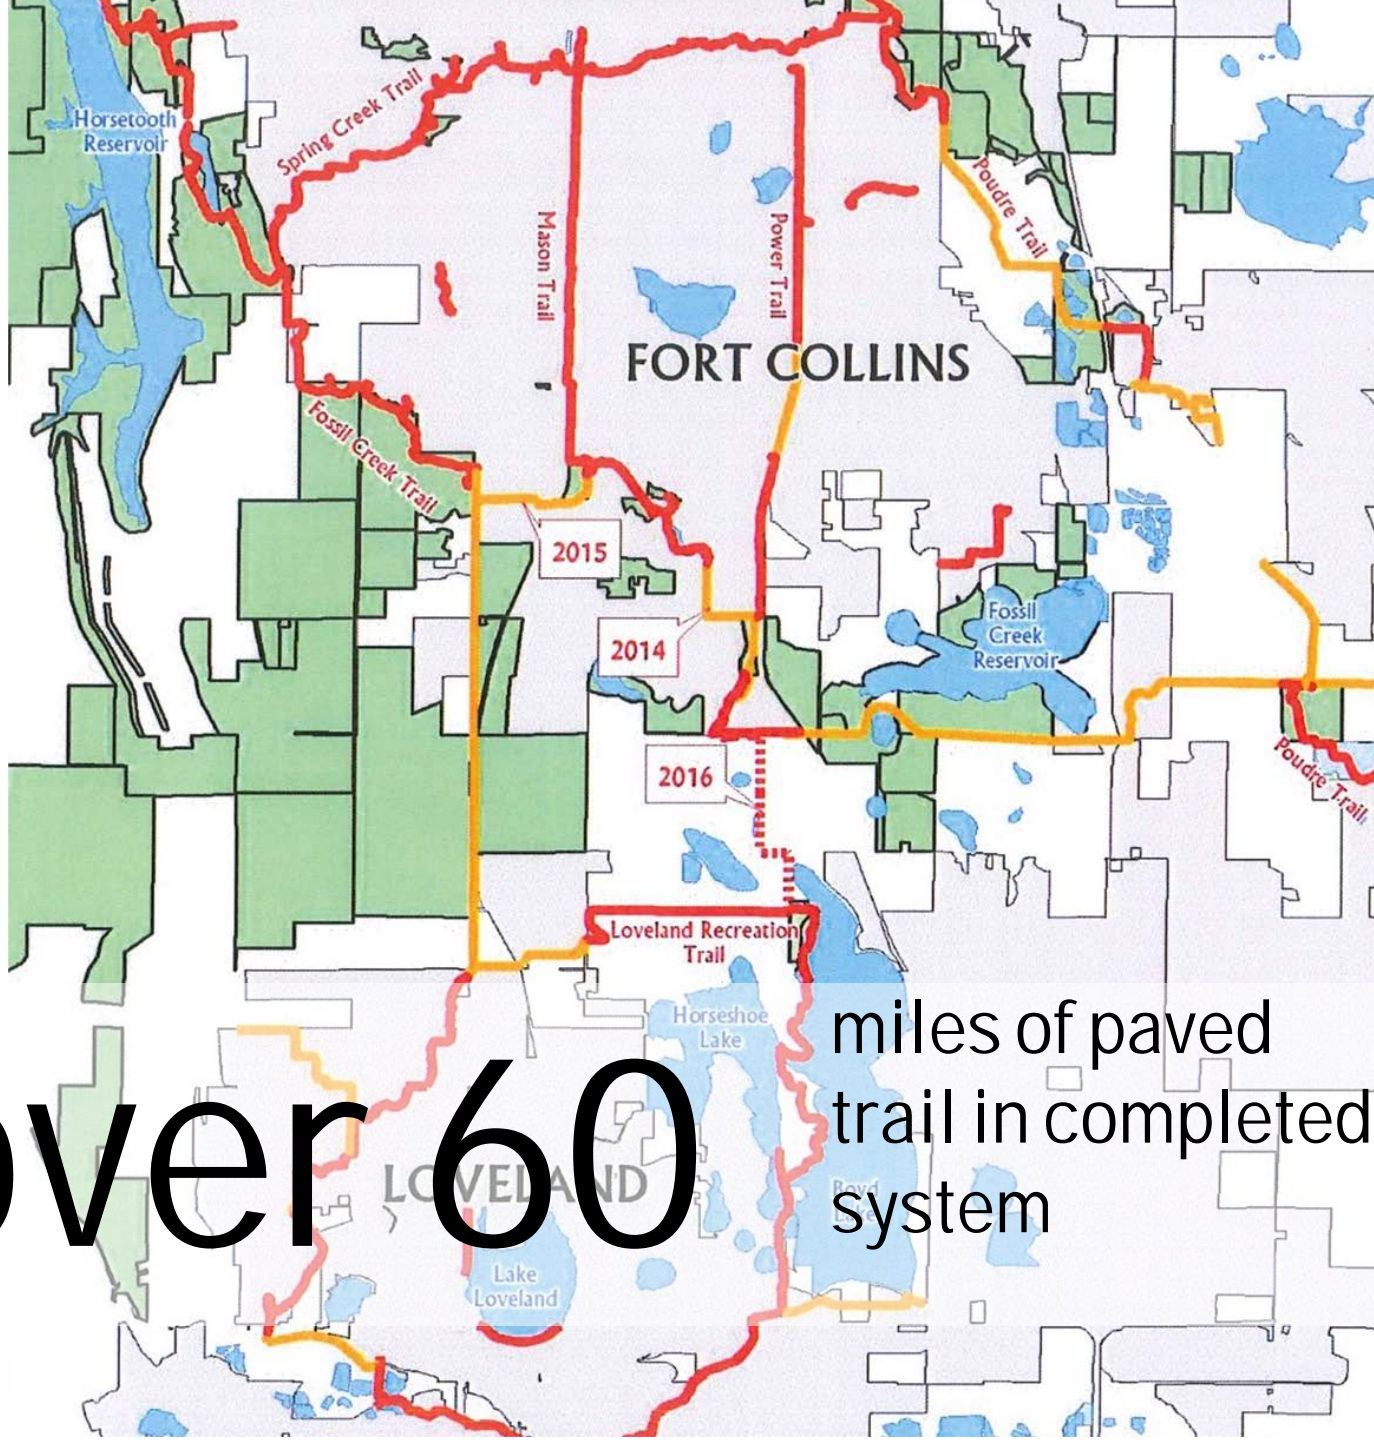 Horsetooth
Reservoir
Spring Creek Trail
Mason Trail
Power Trail
Poudre Trail
FORT COLLINS
Fossil Creek Trail
2015
2014
Fossil
Creek
Reservoir
2016
Poudre Trail
Loveland Recreation
Trail
Horseshoe
Lake
over 60
miles of paved
trail in completed
system
LOVELAND
Boyd
Lake
Lake
Loveland